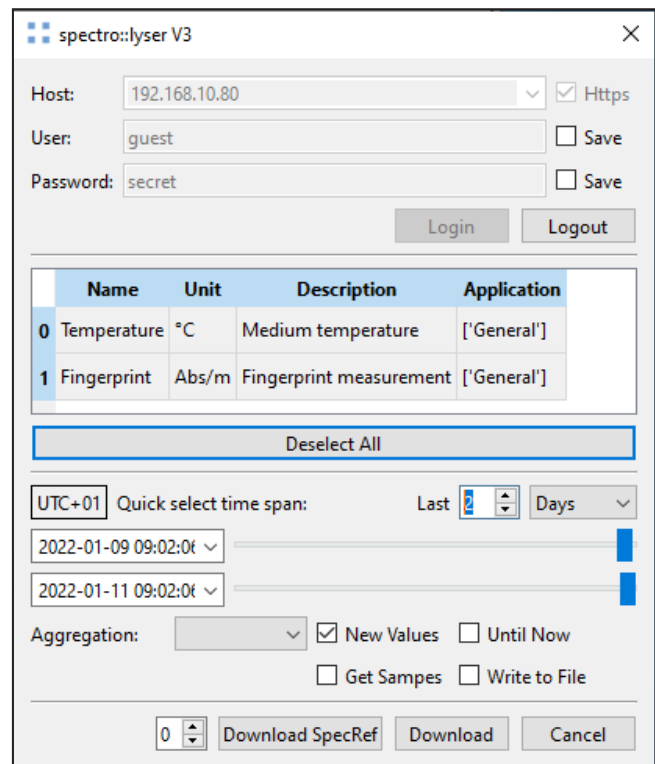 spectro::lyser V3
Host: 192.168.10.80 Https
User: guest Save
Password: secret Save
Login Logout
Name Unit Description Application
0 Temperature °C Medium temperature ['General']
1 Fingerprint Abs/m Fingerprint measurement ['General']
Deselect All
UTC+01 Quick select time span: Last 2 Days
2022-01-09 09:02:06
2022-01-11 09:02:06
Aggregation: New Values Until Now
Get Sampes Write to File
0 Download SpecRef Download Cancel